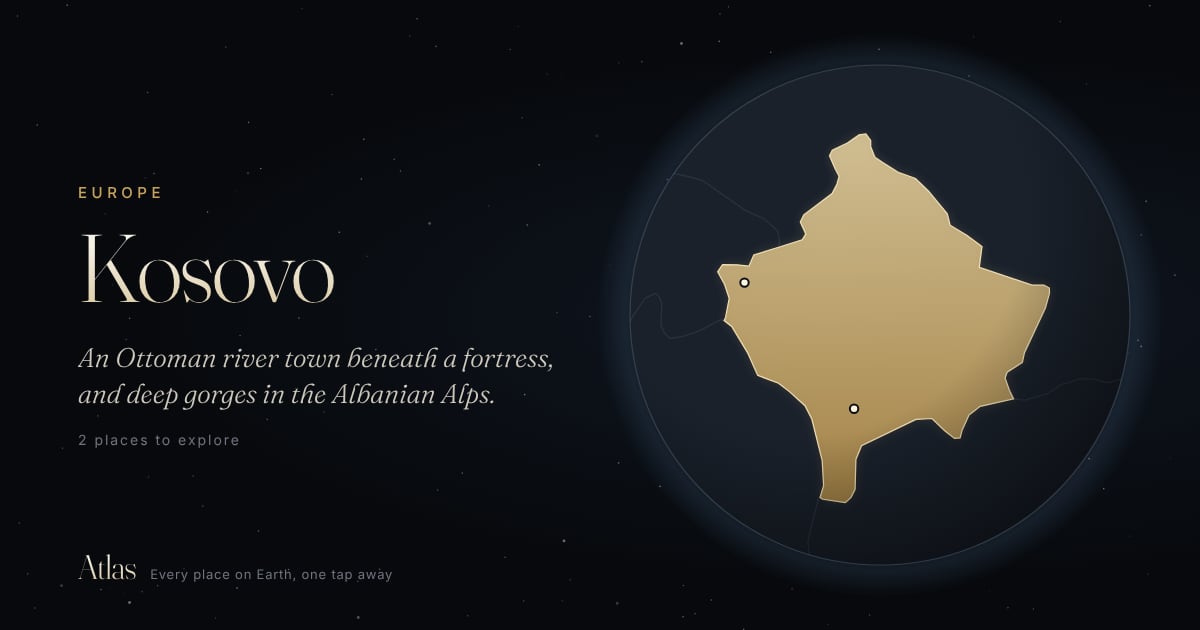 EUROPE
Kosovo
An Ottoman river town beneath a fortress,
and deep gorges in the Albanian Alps.
2 places to explore
Atlas Every place on Earth, one tap away